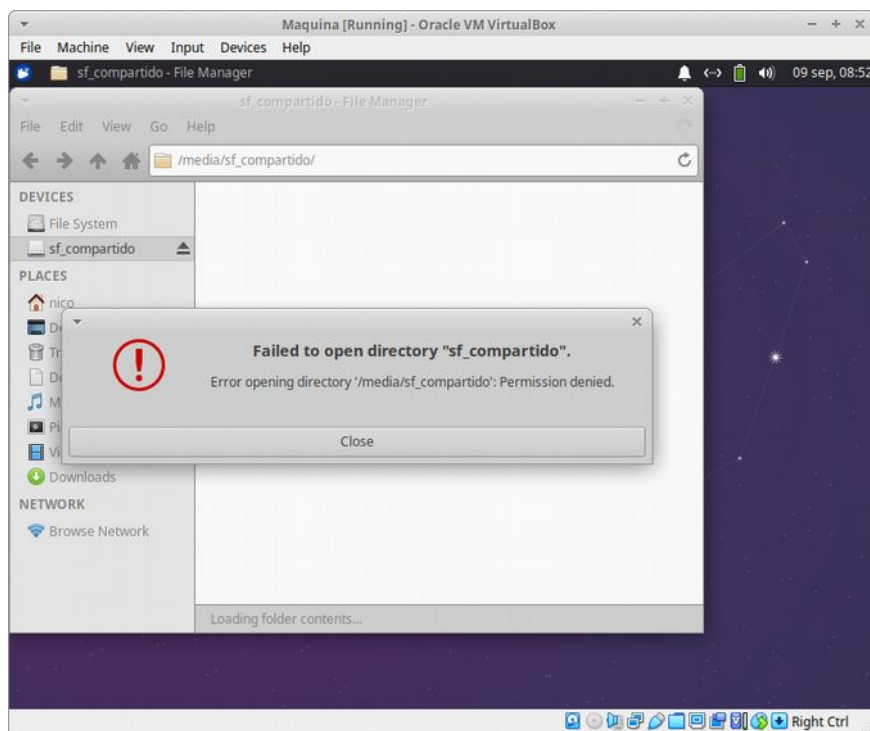 Maquina [Running] - Oracle VM VirtualBox
File Machine View Input Devices Help
sf_compartido - File Manager
09 sep, 08:52
sf_compartido - File Manager
File Edit View Go Help
/media/sf_compartido/
DEVICES
File System
sf_compartido
PLACES
nico
Failed to open directory "sf_compartido".
Error opening directory '/media/sf_compartido': Permission denied.
Close
Downloads
NETWORK
Browse Network
Loading folder contents...
Right Ctrl